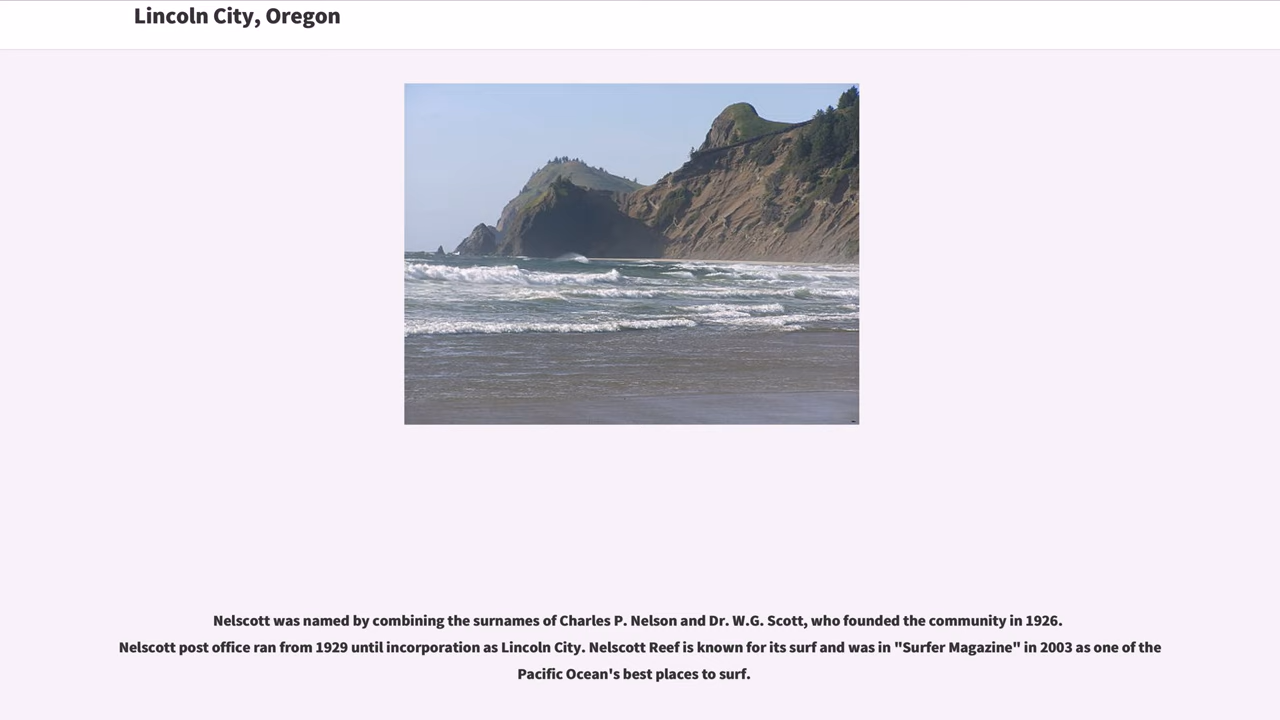 Lincoln City, Oregon
Nelscott was named by combining the surnames of Charles P. Nelson and Dr. W.G. Scott, who founded the community in 1926.
Nelscott post office ran from 1929 until incorporation as Lincoln City. Nelscott Reef is known for its surf and was in "Surfer Magazine" in 2003 as one of the
Pacific Ocean's best places to surf.